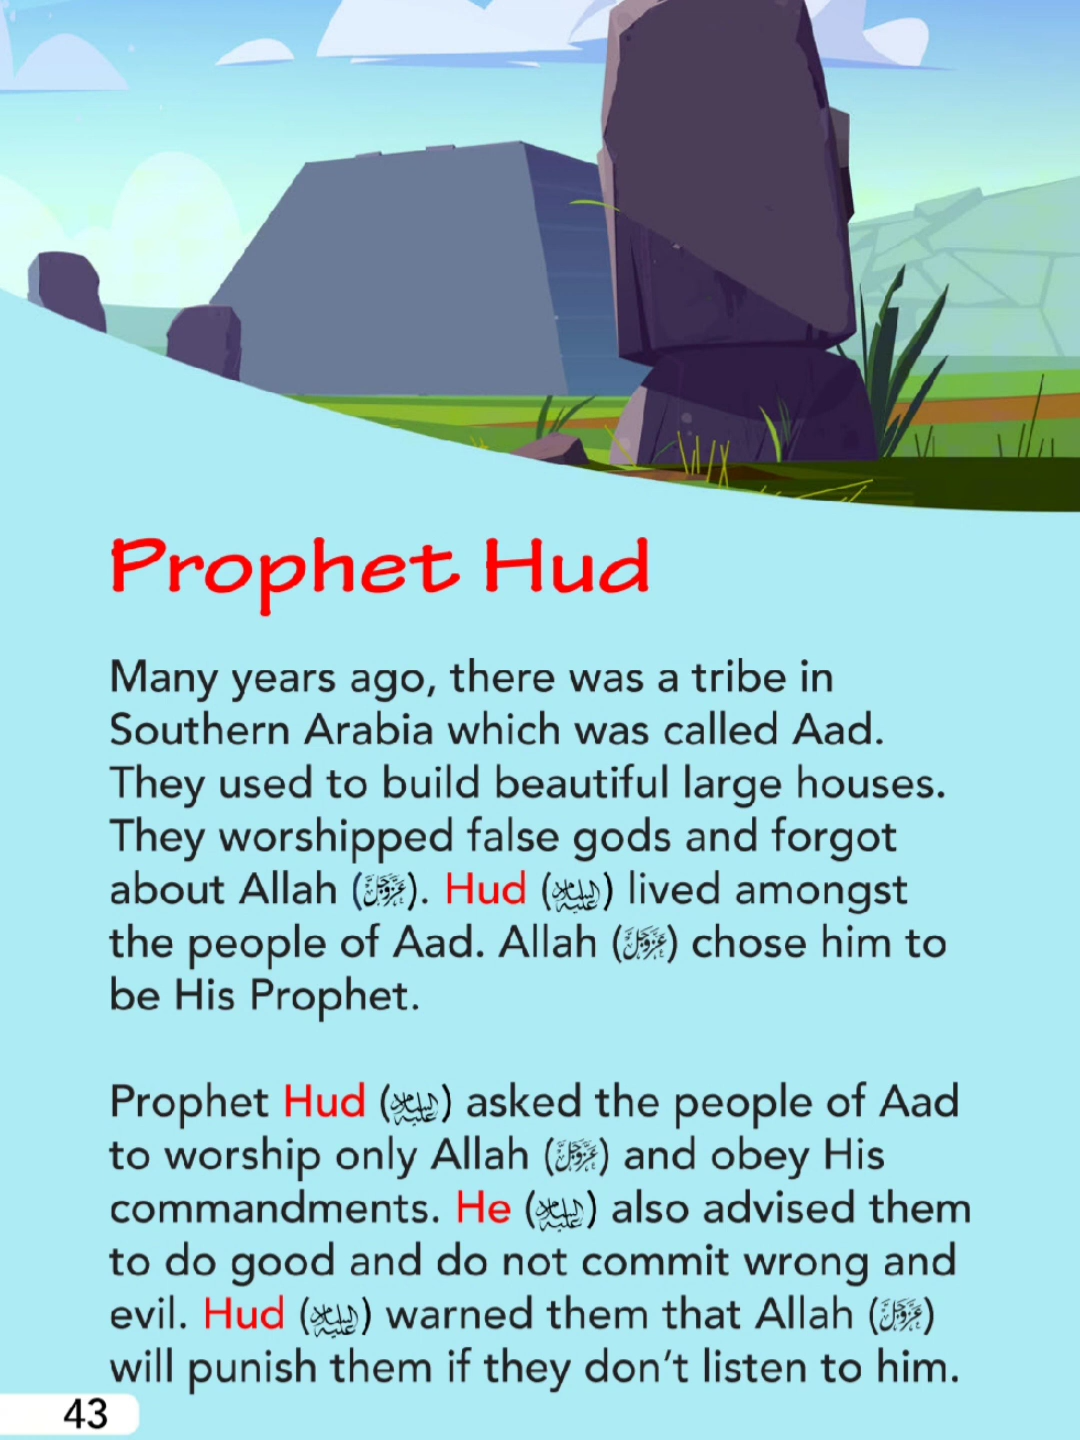 Prophet Hud
Many years ago, there was a tribe in
Southern Arabia which was called Aad.
They used to build beautiful large houses.
They worshipped false gods and forgot
about Allah (عَزَّوَجَلَّ). Hud (عليه السلام) lived amongst
the people of Aad. Allah (عَزَّوَجَلَّ) chose him to
be His Prophet.
Prophet Hud (عليه السلام) asked the people of Aad
to worship only Allah (عَزَّوَجَلَّ) and obey His
commandments. He (عليه السلام) also advised them
to do good and do not commit wrong and
evil. Hud (عليه السلام) warned them that Allah (عَزَّوَجَلَّ)
will punish them if they don’t listen to him.
43